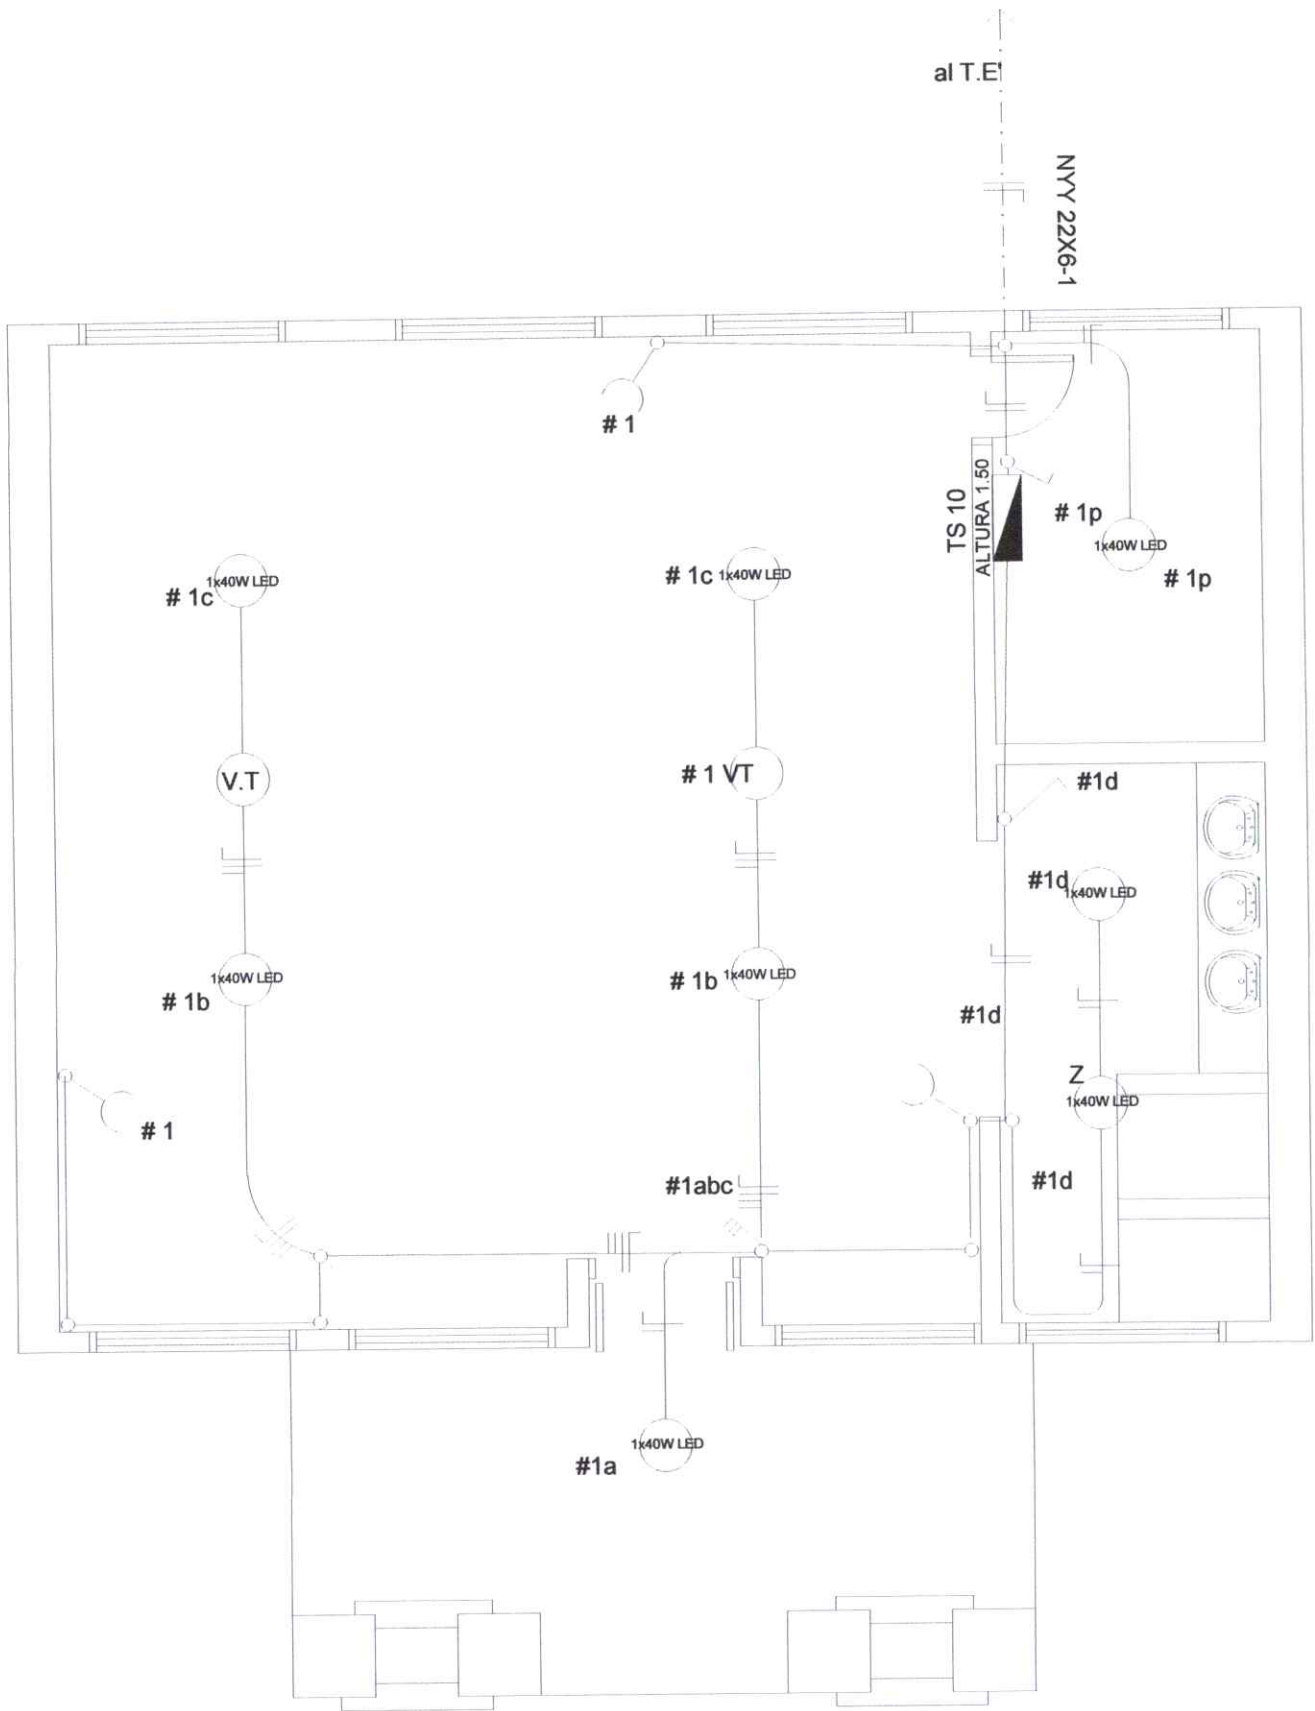 al T.E
NYY 22X6-1
# 1
TS 10
ALTURA 1.50
# 1p
1x40W LED
# 1p
1x40W LED
# 1c
# 1c
1x40W LED
V.T
# 1 VT
#1d
#1d
1x40W LED
1x40W LED
# 1b
# 1b
1x40W LED
#1d
Z
1x40W LED
# 1
#1abc
#1d
1x40W LED
#1a